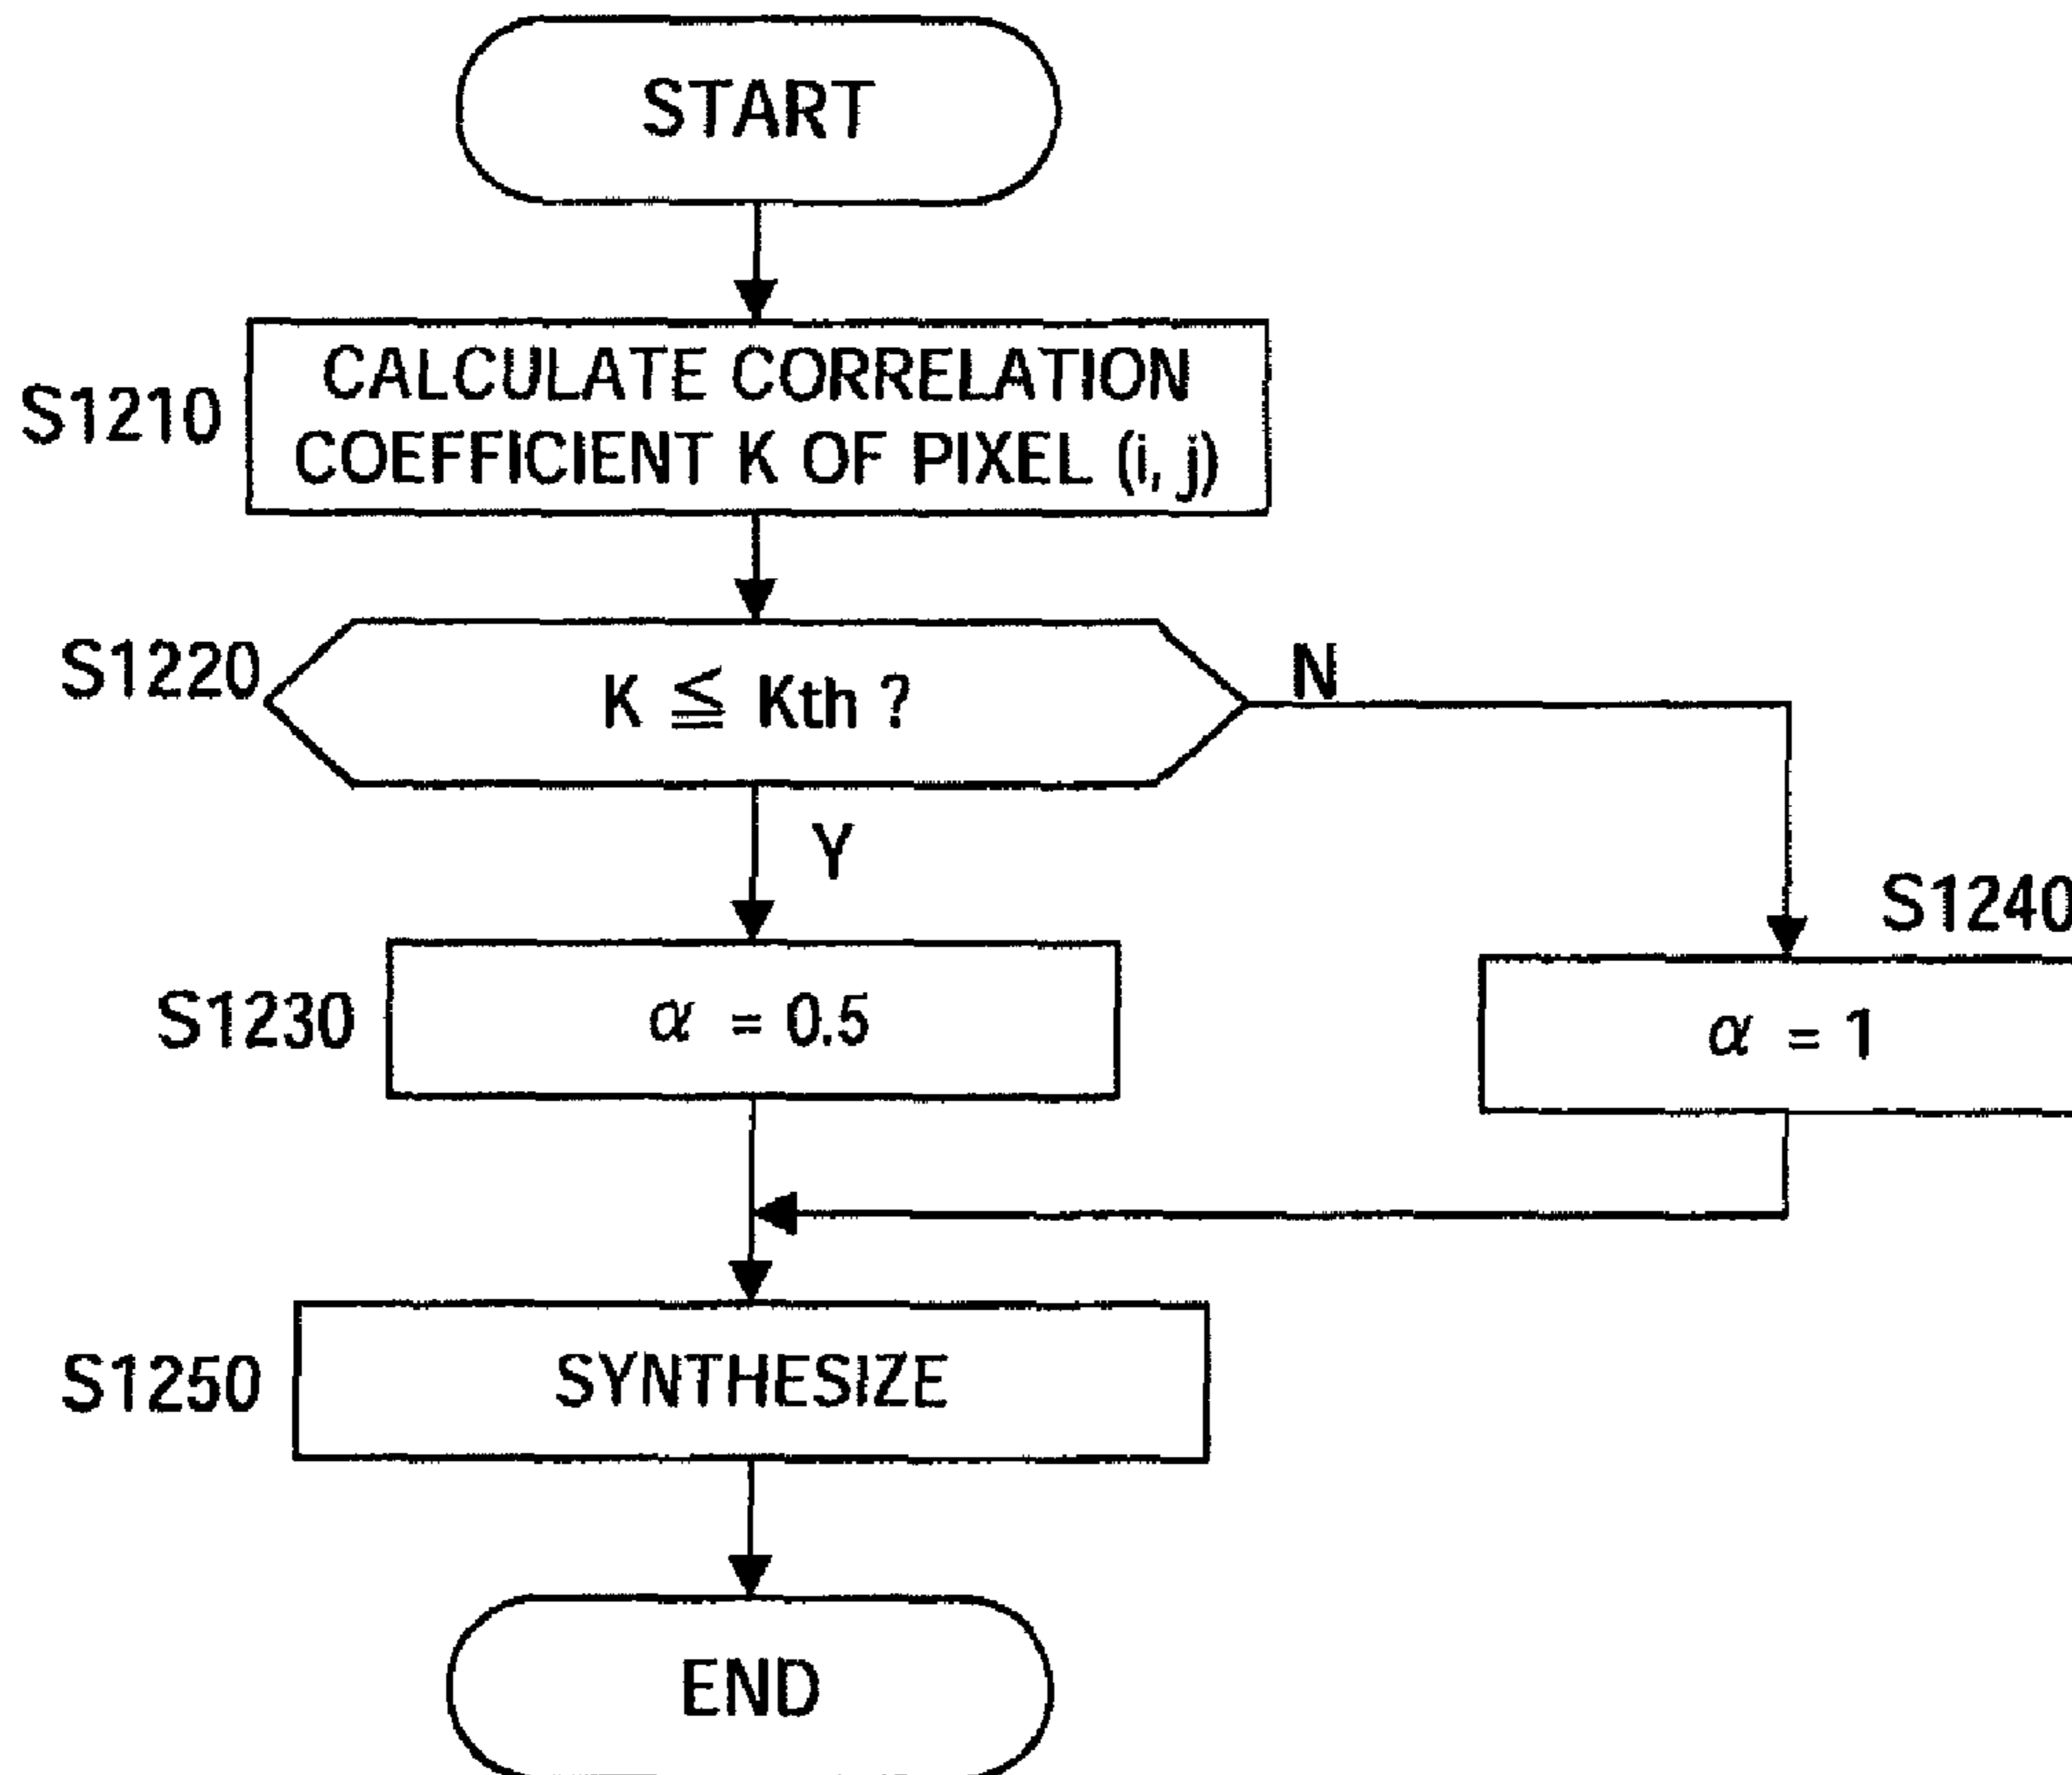 START
S1210
CALCULATE CORRELATION
COEFFICIENT K OF PIXEL (i, j)
S1220
K ≦ Kth ?
N
Y
S1240
S1230
α = 0.5
α = 1
S1250
SYNTHESIZE
END